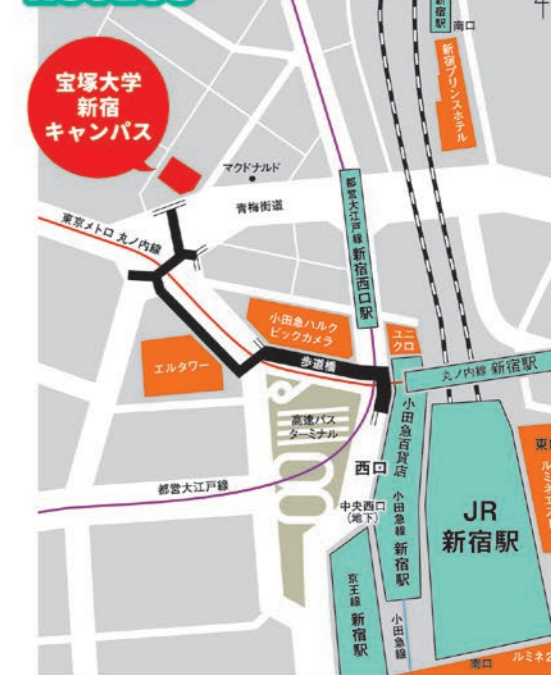 新宿駅
南口
新宿プリンスホテル
宝塚大学
新宿
キャンパス
マクドナルド
青梅街道
東京メトロ 丸ノ内線
都営大江戸線 新宿西口駅
小田急ハルク
ビックカメラ
ユニ
クロ
エルタワー
歩道橋
丸ノ内線 新宿駅
高速バス
ターミナル
小田急百貨店
西口
都営大江戸線
中央西口
(地下)
小田急線 新宿駅
JR
新宿駅
京王線 新宿駅
小田急線
南口